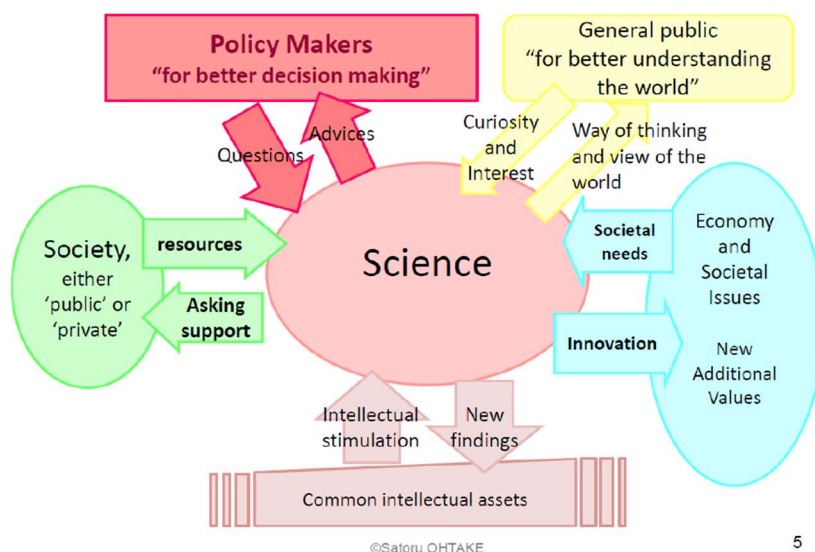 Policy Makers
“for better decision making”
General public
“for better understanding
the world”
Questions
Advices
Curiosity
and
Interest
Way of thinking
and view of the
world
Society,
either
‘public’ or
‘private’
resources
Asking
support
Science
Societal
needs
Innovation
Economy
and
Societal
Issues
New
Additional
Values
Intellectual
stimulation
New
findings
Common intellectual assets
©Satoru OHTAKE
5